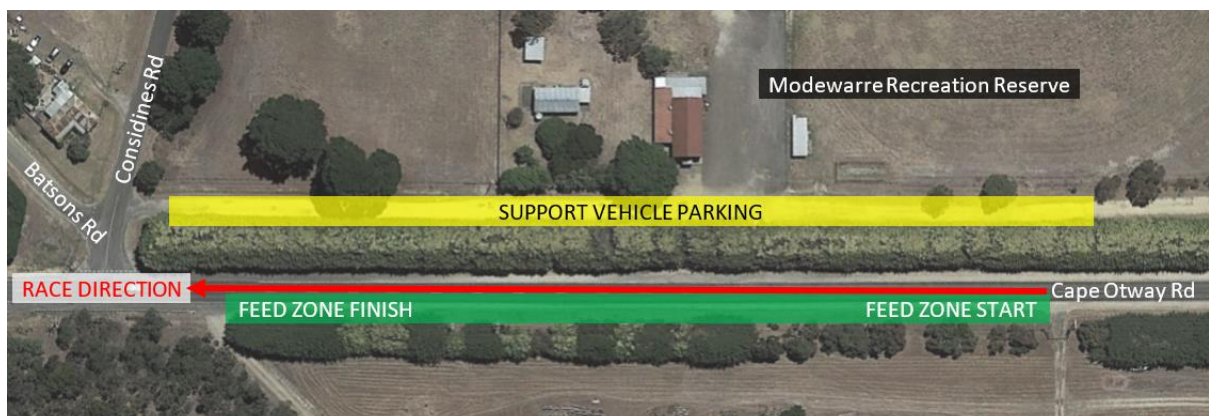 Modewarre Recreation Reserve
Considines Rd
Batsons Rd
SUPPORT VEHICLE PARKING
RACE DIRECTION
Cape Otway Rd
FEED ZONE FINISH
FEED ZONE START